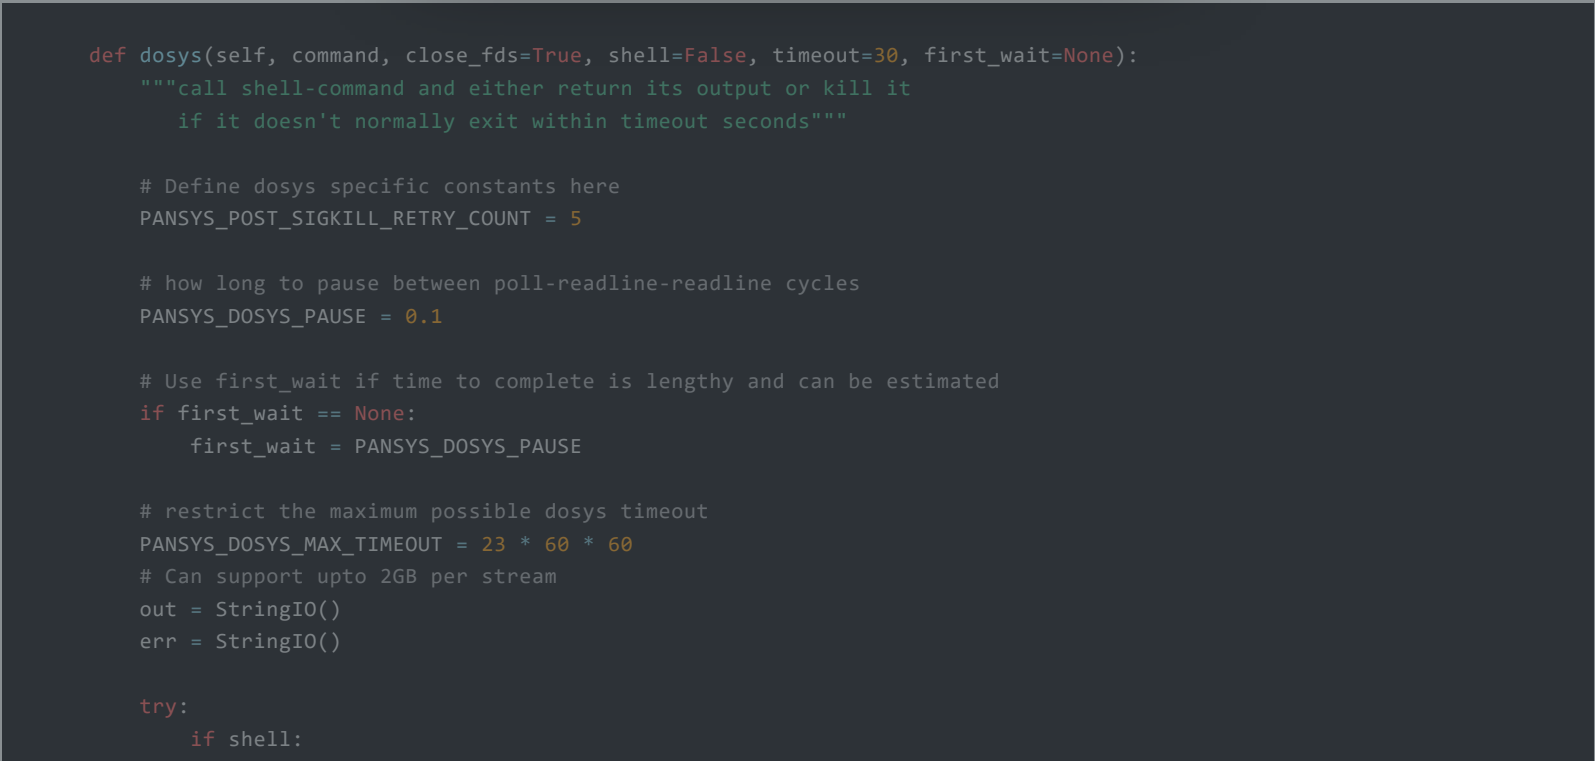 def dosys(self, command, close_fds=True, shell=False, timeout=30, first_wait=None):
"""call shell-command and either return its output or kill it
if it doesn't normally exit within timeout seconds"""
# Define dosys specific constants here
PANSYS_POST_SIGKILL_RETRY_COUNT = 5
# how long to pause between poll-readline-readline cycles
PANSYS_DOSYS_PAUSE = 0.1
# Use first_wait if time to complete is lengthy and can be estimated
if first_wait == None:
first_wait = PANSYS_DOSYS_PAUSE
# restrict the maximum possible dosys timeout
PANSYS_DOSYS_MAX_TIMEOUT = 23 * 60 * 60
# Can support upto 2GB per stream
out = StringIO()
err = StringIO()
try:
if shell: